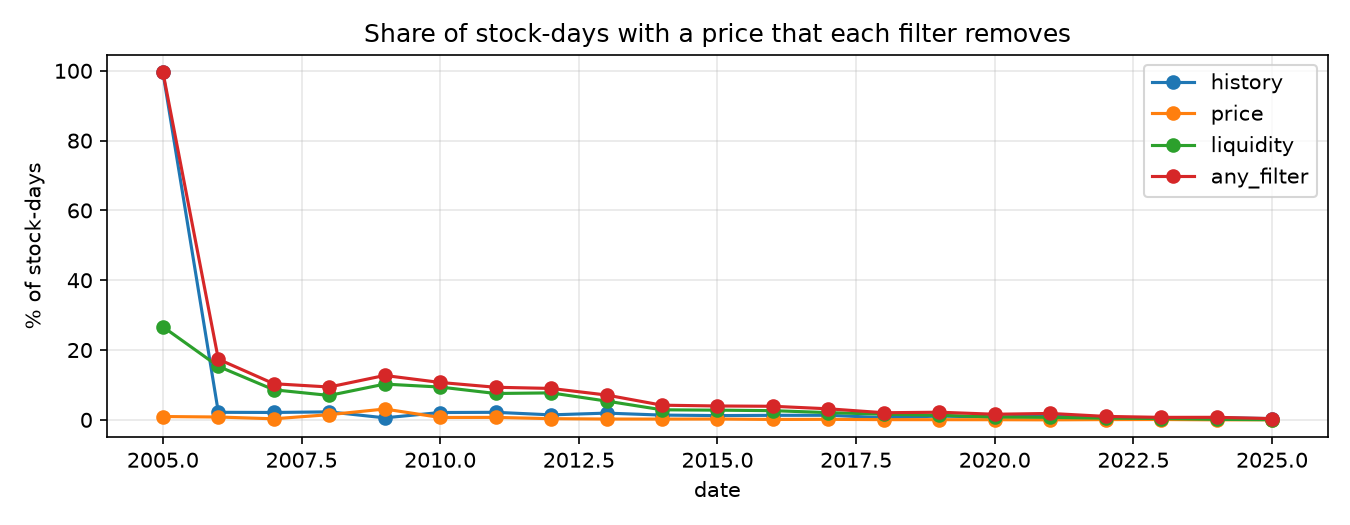 Share of stock-days with a price that each filter removes
100
80
60
40
20
0
% of stock-days
history
price
liquidity
any_filter
2005.0 2007.5 2010.0 2012.5 2015.0 2017.5 2020.0 2022.5 2025.0
date